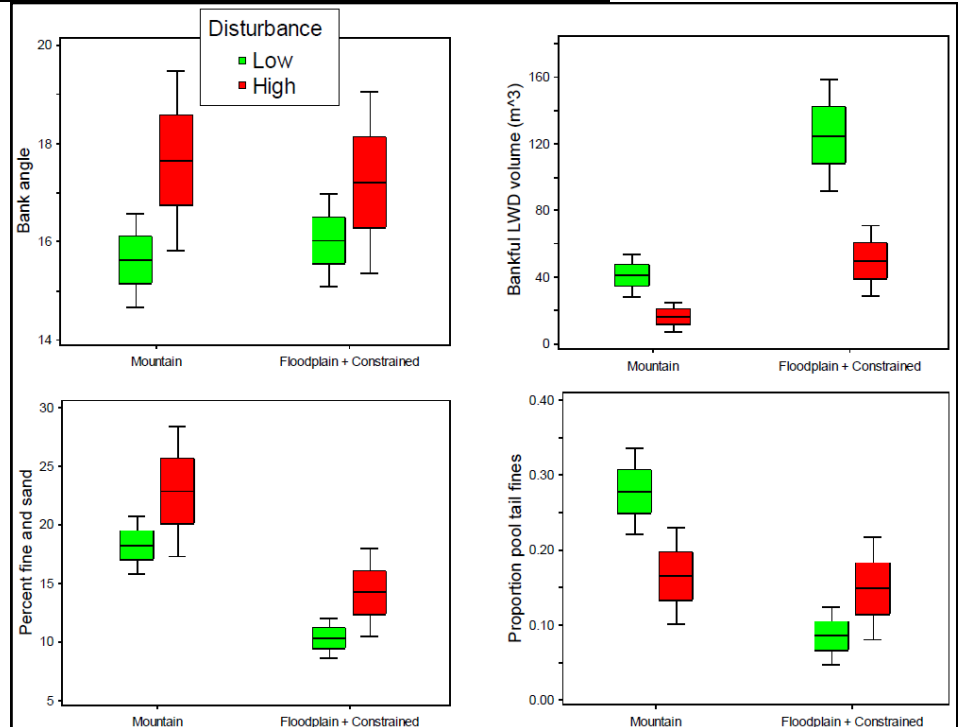 Disturbance
Low
High
Bank angle
20
18
16
14
Mountain
Floodplain + Constrained
Bankful LWD volume (m^3)
160
120
80
40
0
Mountain
Floodplain + Constrained
Percent fine and sand
30
25
20
15
10
5
Mountain
Floodplain + Constrained
Proportion pool tail fines
0.40
0.30
0.20
0.10
0.00
Mountain
Floodplain + Constrained